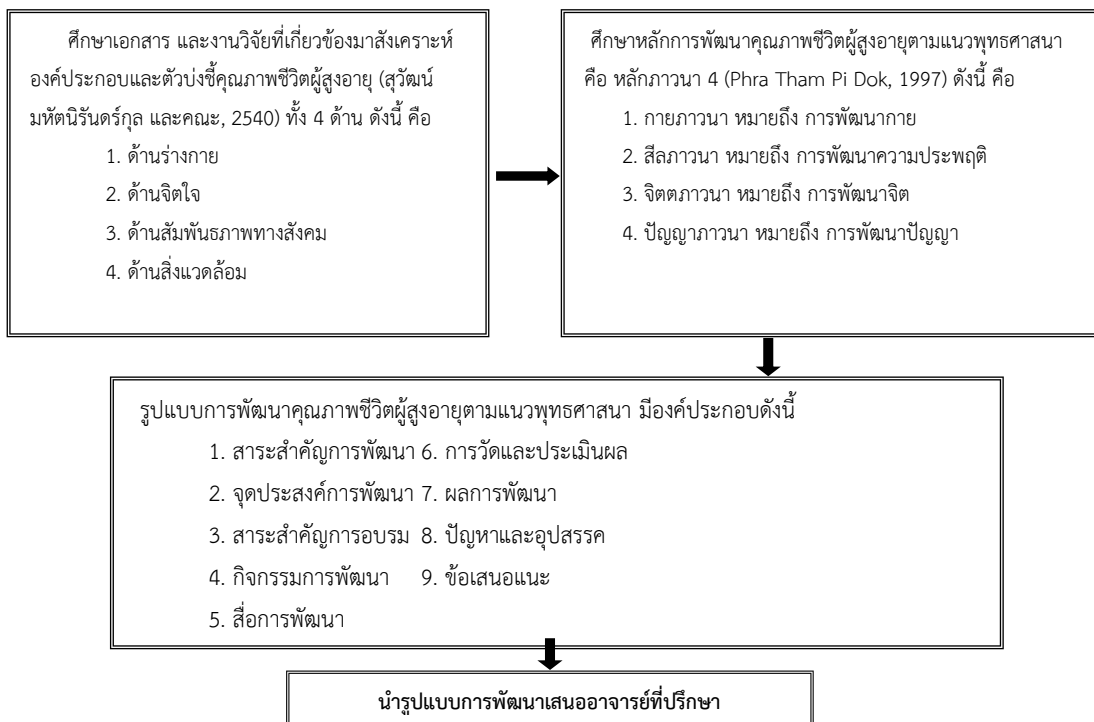 ศึกษาเอกสาร และงานวิจัยที่เกี่ยวข้องมาสังเคราะห์
องค์ประกอบและตัวบ่งชี้คุณภาพชีวิตผู้สูงอายุ (สุวัฒน์
มหัตนิรันดร์กุล และคณะ, 2540) ทั้ง 4 ด้าน ดังนี้ คือ
1. ด้านร่างกาย
2. ด้านจิตใจ
3. ด้านสัมพันธภาพทางสังคม
4. ด้านสิ่งแวดล้อม
ศึกษาหลักการพัฒนาคุณภาพชีวิตผู้สูงอายุตามแนวพุทธศาสนา
คือ หลักภาวนา 4 (Phra Tham Pi Dok, 1997) ดังนี้ คือ
1. กายภาวนา หมายถึง การพัฒนากาย
2. สีลภาวนา หมายถึง การพัฒนาความประพฤติ
3. จิตตภาวนา หมายถึง การพัฒนาจิต
4. ปัญญาภาวนา หมายถึง การพัฒนาปัญญา
รูปแบบการพัฒนาคุณภาพชีวิตผู้สูงอายุตามแนวพุทธศาสนา มีองค์ประกอบดังนี้
1. สาระสำคัญการพัฒนา 6. การวัดและประเมินผล
2. จุดประสงค์การพัฒนา 7. ผลการพัฒนา
3. สาระสำคัญการอบรม 8. ปัญหาและอุปสรรค
4. กิจกรรมการพัฒนา 9. ข้อเสนอแนะ
5. สื่อการพัฒนา
นำรูปแบบการพัฒนาเสนออาจารย์ที่ปรึกษา